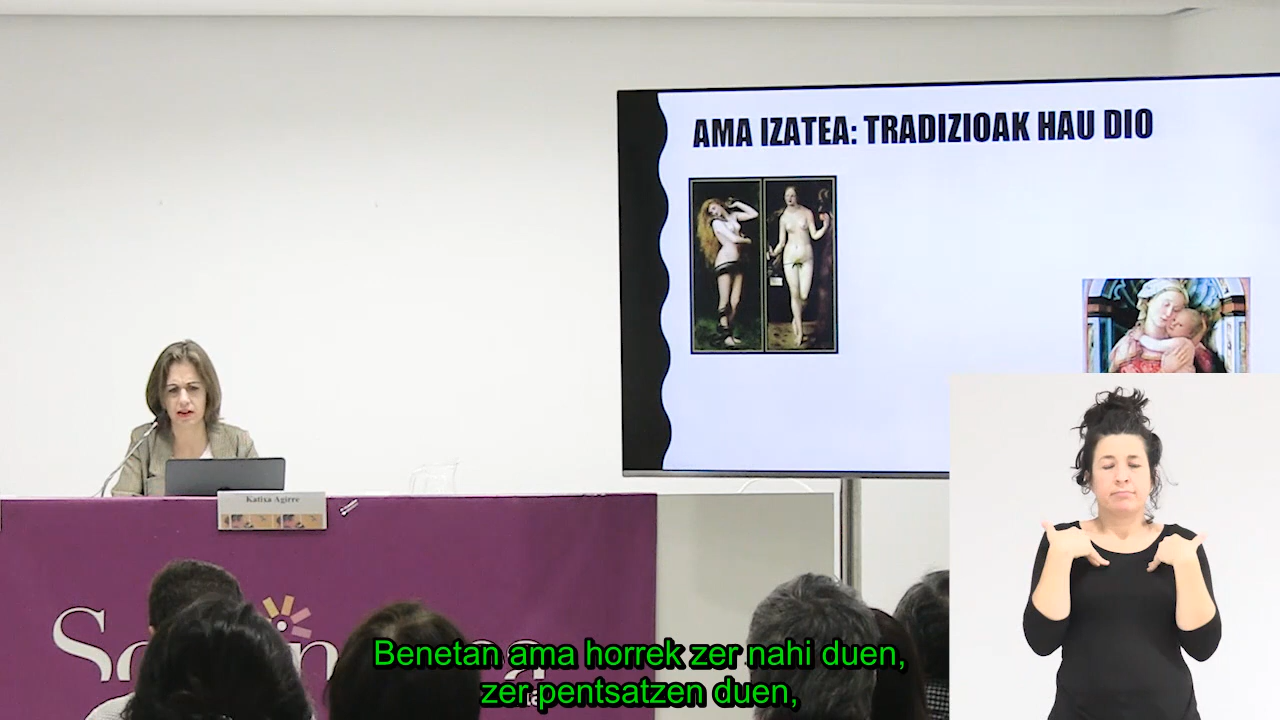 AMA IZATEA: TRADIZIOAK HAU DIO
Katixa Agirre
Benetan ama horrek zer nahi duen,
zer pentsatzen duen,